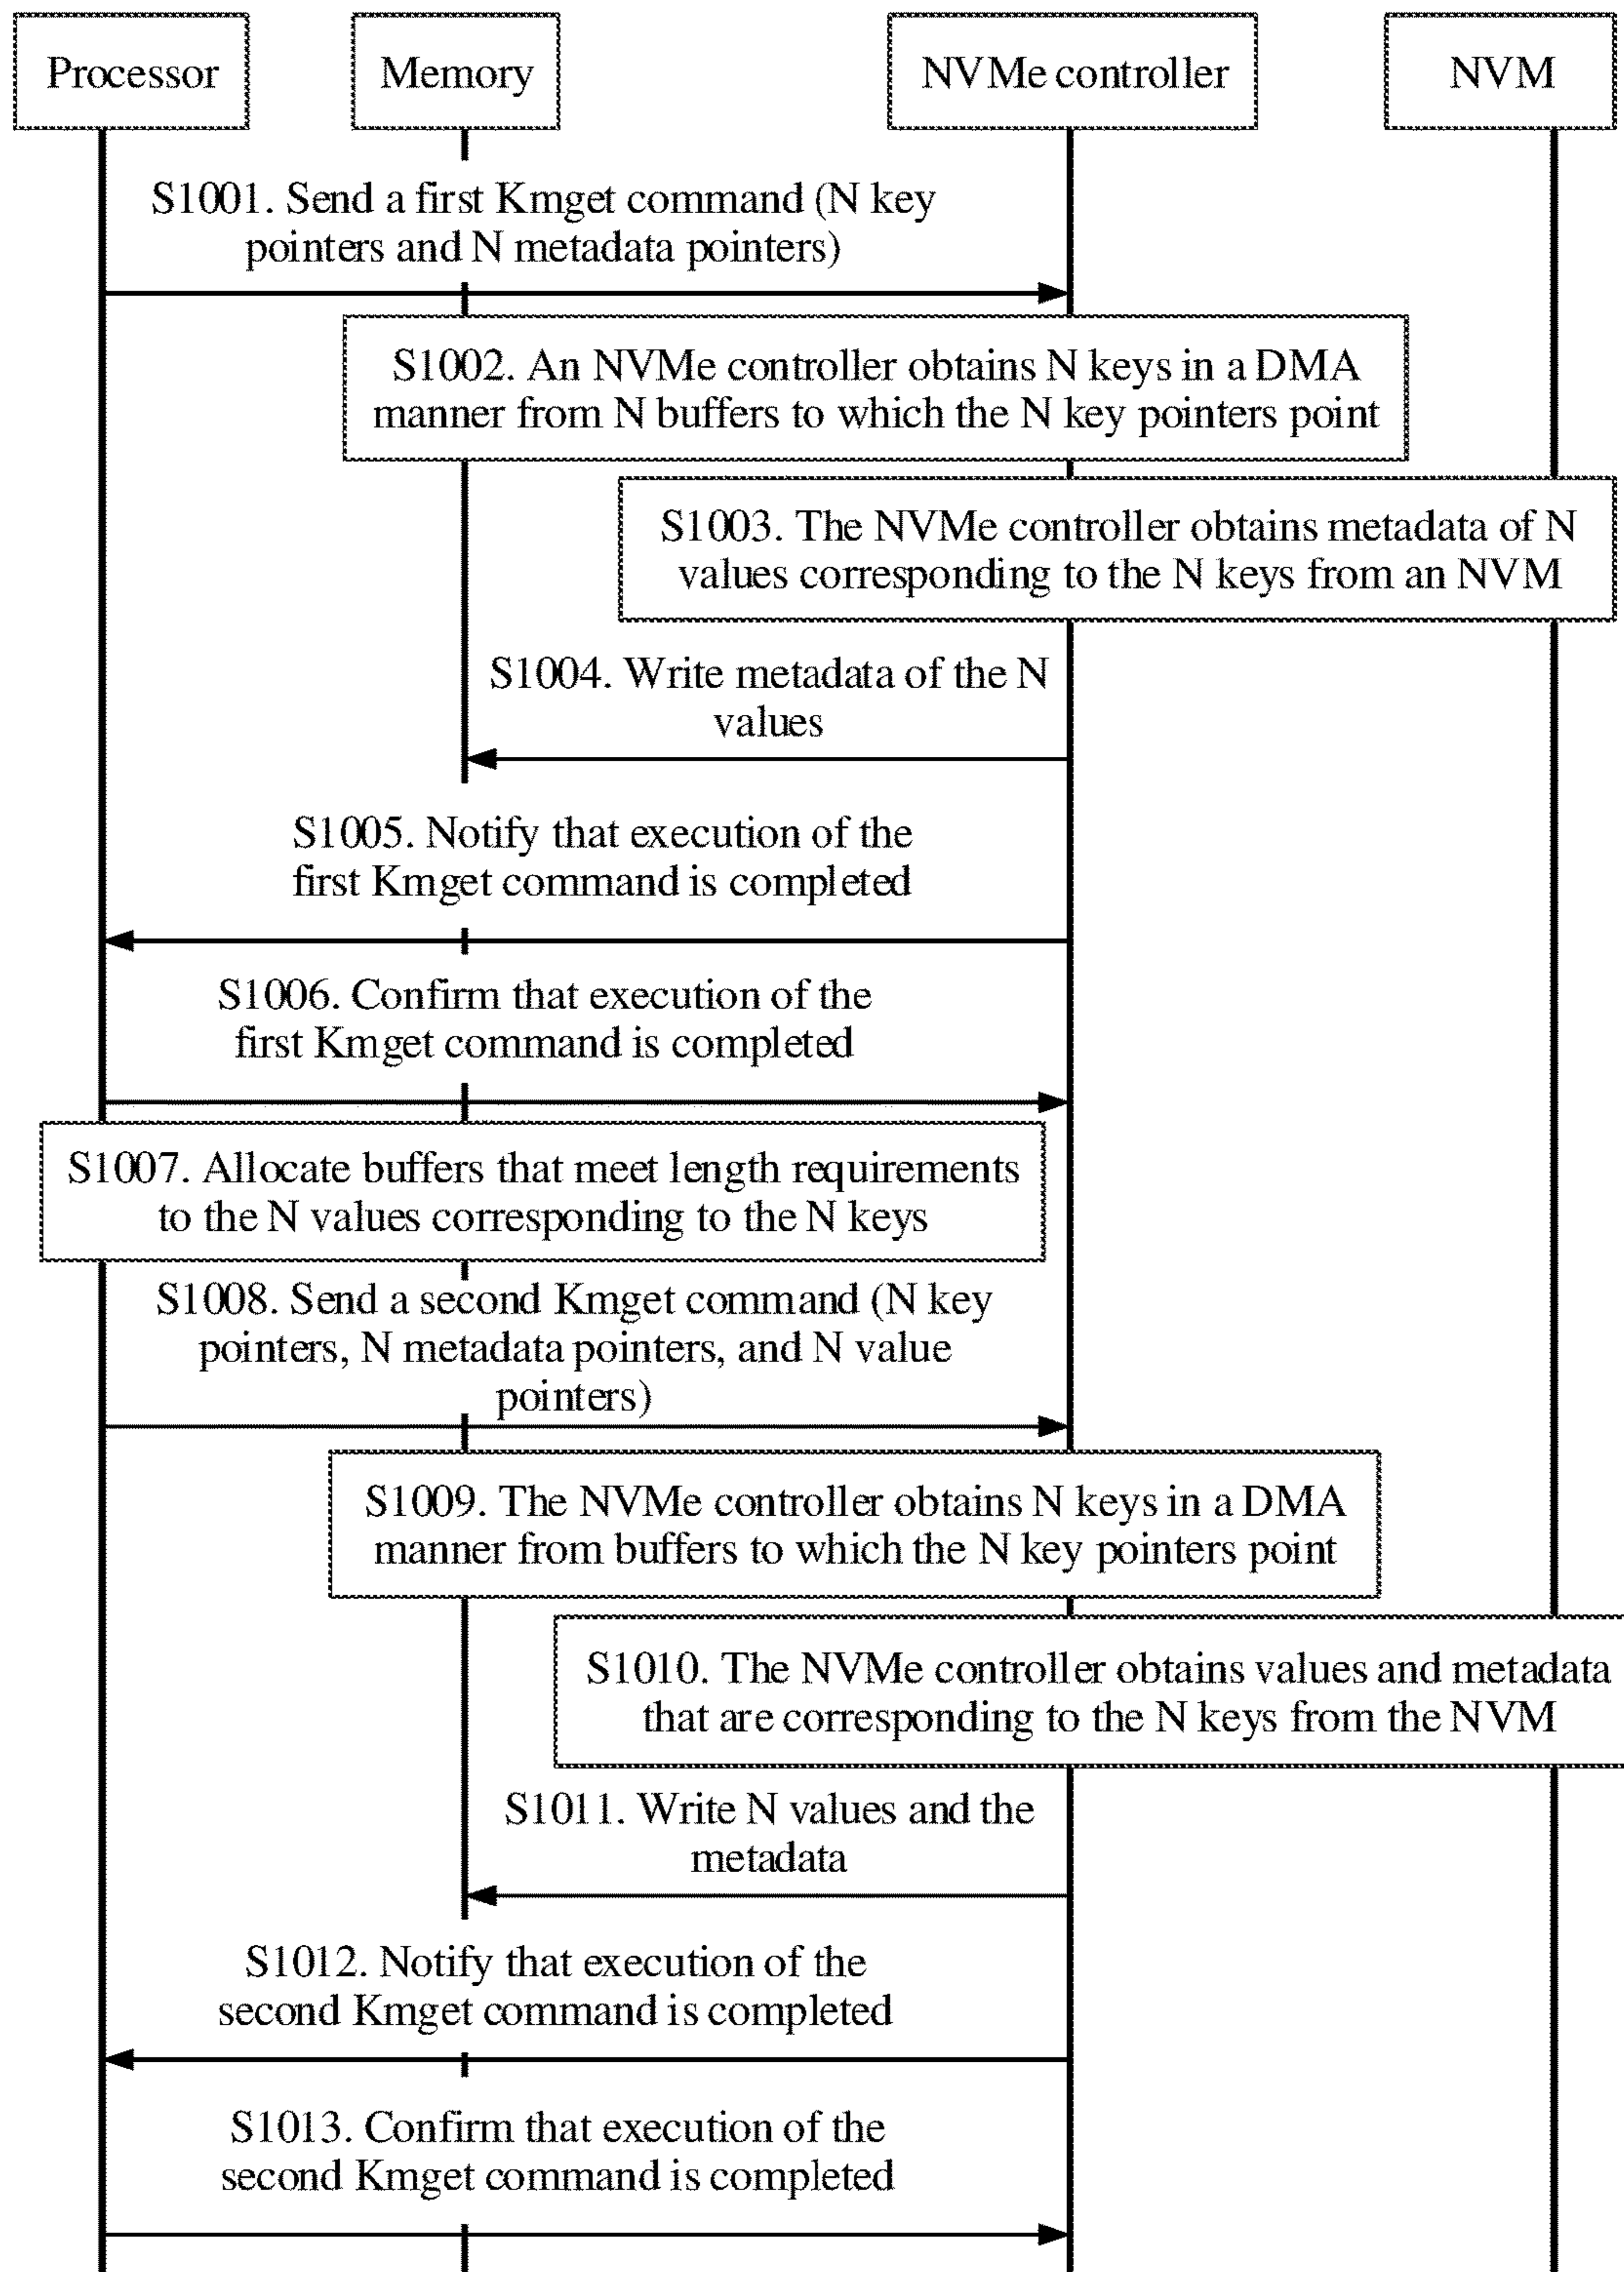 Processor
Memory
NVMe controller
NVM
S1001. Send a first Kmget command (N key
pointers and N metadata pointers)
S1002. An NVMe controller obtains N keys in a DMA
manner from N buffers to which the N key pointers point
S1003. The NVMe controller obtains metadata of N
values corresponding to the N keys from an NVM
S1004. Write metadata of the N
values
S1005. Notify that execution of the
first Kmget command is completed
S1006. Confirm that execution of the
first Kmget command is completed
S1007. Allocate buffers that meet length requirements
to the N values corresponding to the N keys
S1008. Send a second Kmget command (N key
pointers, N metadata pointers, and N value
pointers)
S1009. The NVMe controller obtains N keys in a DMA
manner from buffers to which the N key pointers point
S1010. The NVMe controller obtains values and metadata
that are corresponding to the N keys from the NVM
S1011. Write N values and the
metadata
S1012. Notify that execution of the
second Kmget command is completed
S1013. Confirm that execution of the
second Kmget command is completed